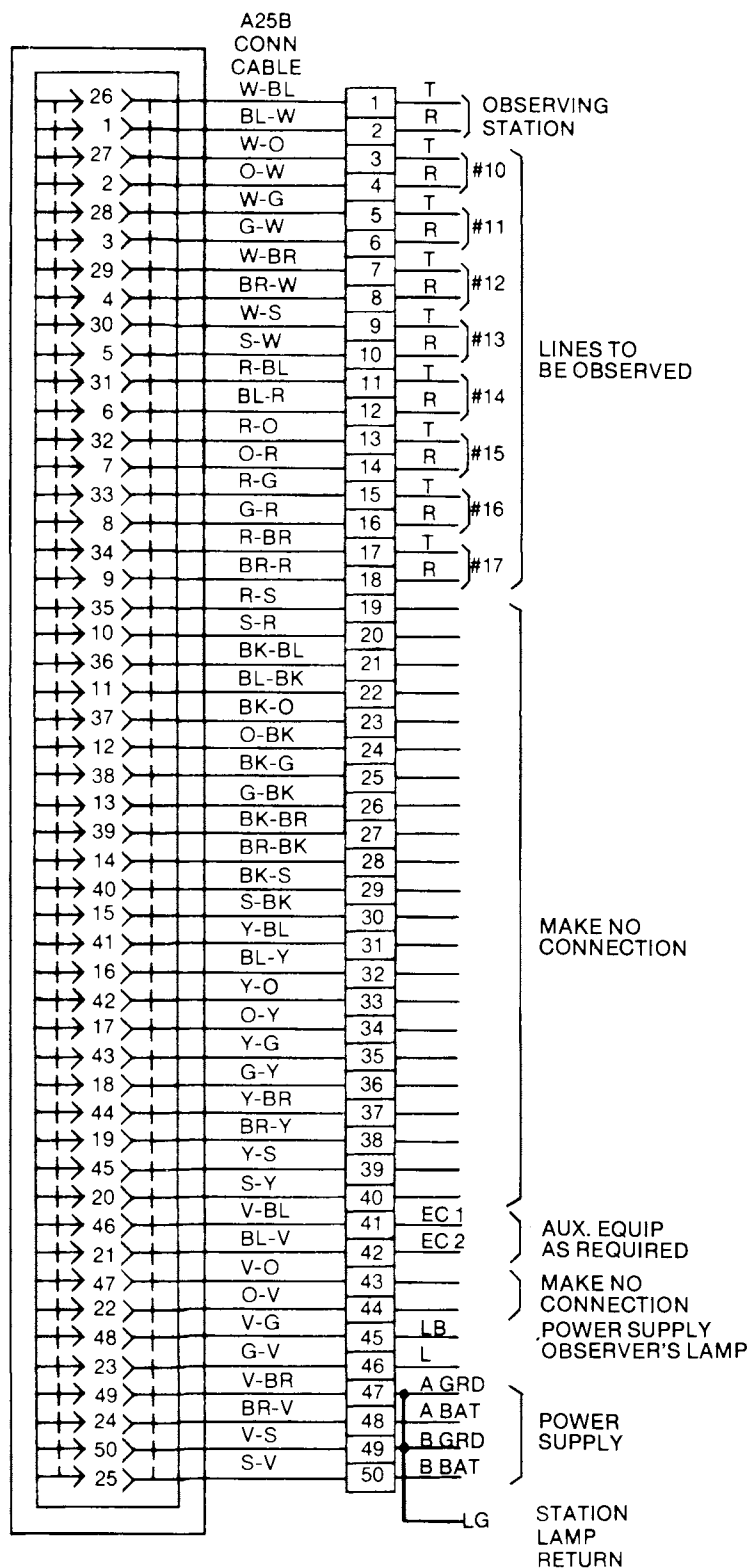 A25B
CONN
CABLE
26 W-BL 1 T
1 BL-W 2 R
OBSERVING
STATION
27 W-O 3 T
2 O-W 4 R
#10
28 W-G 5 T
3 G-W 6 R
#11
29 W-BR 7 T
4 BR-W 8 R
#12
30 W-S 9 T
5 S-W 10 R
#13
31 R-BL 11 T
6 BL-R 12 R
#14
32 R-O 13 T
7 O-R 14 R
#15
33 R-G 15 T
8 G-R 16 R
#16
34 R-BR 17 T
9 BR-R 18 R
#17
LINES TO
BE OBSERVED
35 R-S 19
10 S-R 20
36 BK-BL 21
11 BL-BK 22
37 BK-O 23
12 O-BK 24
38 BK-G 25
13 G-BK 26
39 BK-BR 27
14 BR-BK 28
40 BK-S 29
15 S-BK 30
41 Y-BL 31
16 BL-Y 32
42 Y-O 33
17 O-Y 34
43 Y-G 35
18 G-Y 36
44 Y-BR 37
19 BR-Y 38
45 Y-S 39
20 S-Y 40
MAKE NO
CONNECTION
46 V-BL 41 EC 1
21 BL-V 42 EC 2
AUX. EQUIP
AS REQUIRED
47 V-O 43
22 O-V 44
MAKE NO
CONNECTION
48 V-G 45 LB
23 G-V 46 L
POWER SUPPLY
OBSERVER'S LAMP
49 V-BR 47 A GRD
24 BR-V 48 A BAT
50 V-S 49 B GRD
25 S-V 50 B BAT
POWER
SUPPLY
LG
STATION
LAMP
RETURN